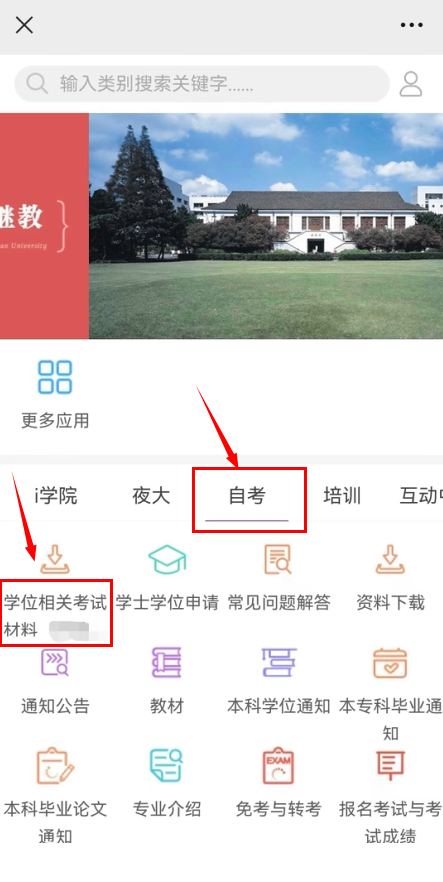 输入类别搜索关键字......
继教
an University
更多应用
i学院 夜大 自考 培训 互动中
学位相关考试 学士学位申请 常见问题解答 资料下载
材料
通知公告 教材 本科学位通知 本专科毕业通
知
EXAM
本科毕业论文 专业介绍 免考与转考 报名考试与考
通知 试成绩